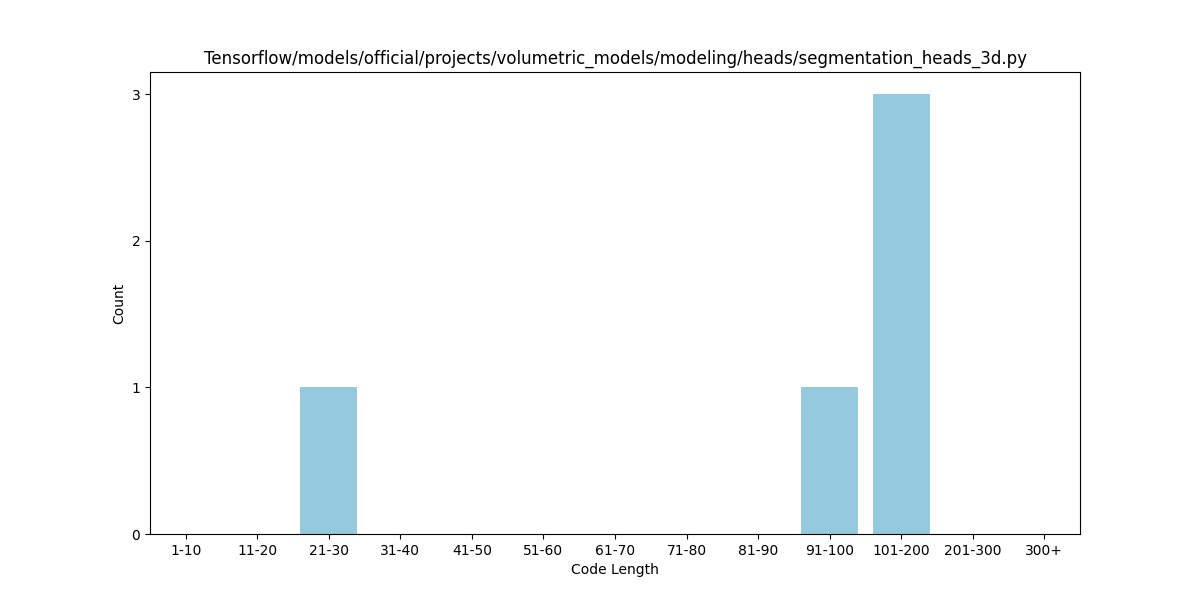 Tensorflow/models/official/projects/volumetric_models/modeling/heads/segmentation_heads_3d.py
3
2
1
0
Count
1-10 11-20 21-30 31-40 41-50 51-60 61-70 71-80 81-90 91-100 101-200 201-300 300+
Code Length